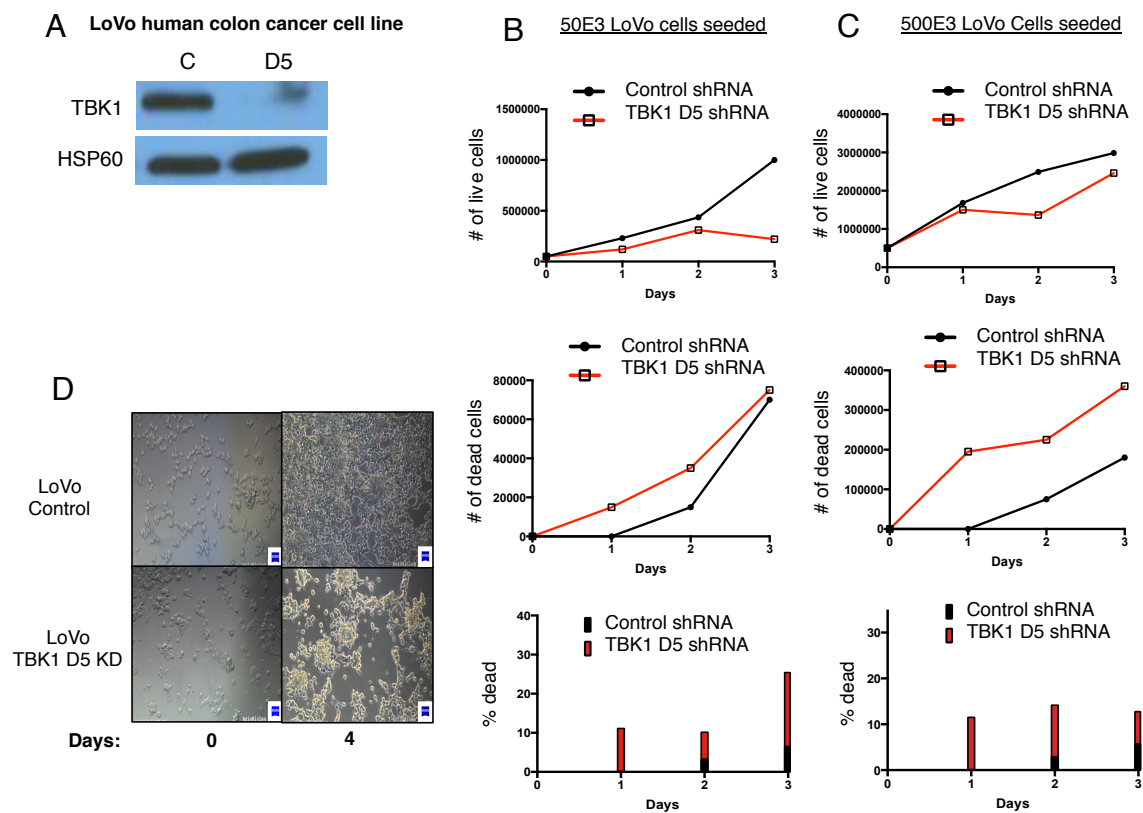 A LoVo human colon cancer cell line
C D5
TBK1
HSP60
B 50E3 LoVo cells seeded
Control shRNA
TBK1 D5 shRNA
1500000
1000000
500000
0
# of live cells
0 1 2 3
Days
Control shRNA
TBK1 D5 shRNA
80000
60000
40000
20000
0
# of dead cells
0 1 2 3
Days
Control shRNA
TBK1 D5 shRNA
40
30
20
10
0
% dead
0 1 2 3
Days
C 500E3 LoVo Cells seeded
Control shRNA
TBK1 D5 shRNA
4000000
3000000
2000000
1000000
0
# of live cells
0 1 2 3
Days
Control shRNA
TBK1 D5 shRNA
400000
300000
200000
100000
0
# of dead cells
0 1 2 3
Days
Control shRNA
TBK1 D5 shRNA
30
20
10
0
% dead
0 1 2 3
Days
D
LoVo
Control
LoVo
TBK1 D5 KD
Days: 0 4